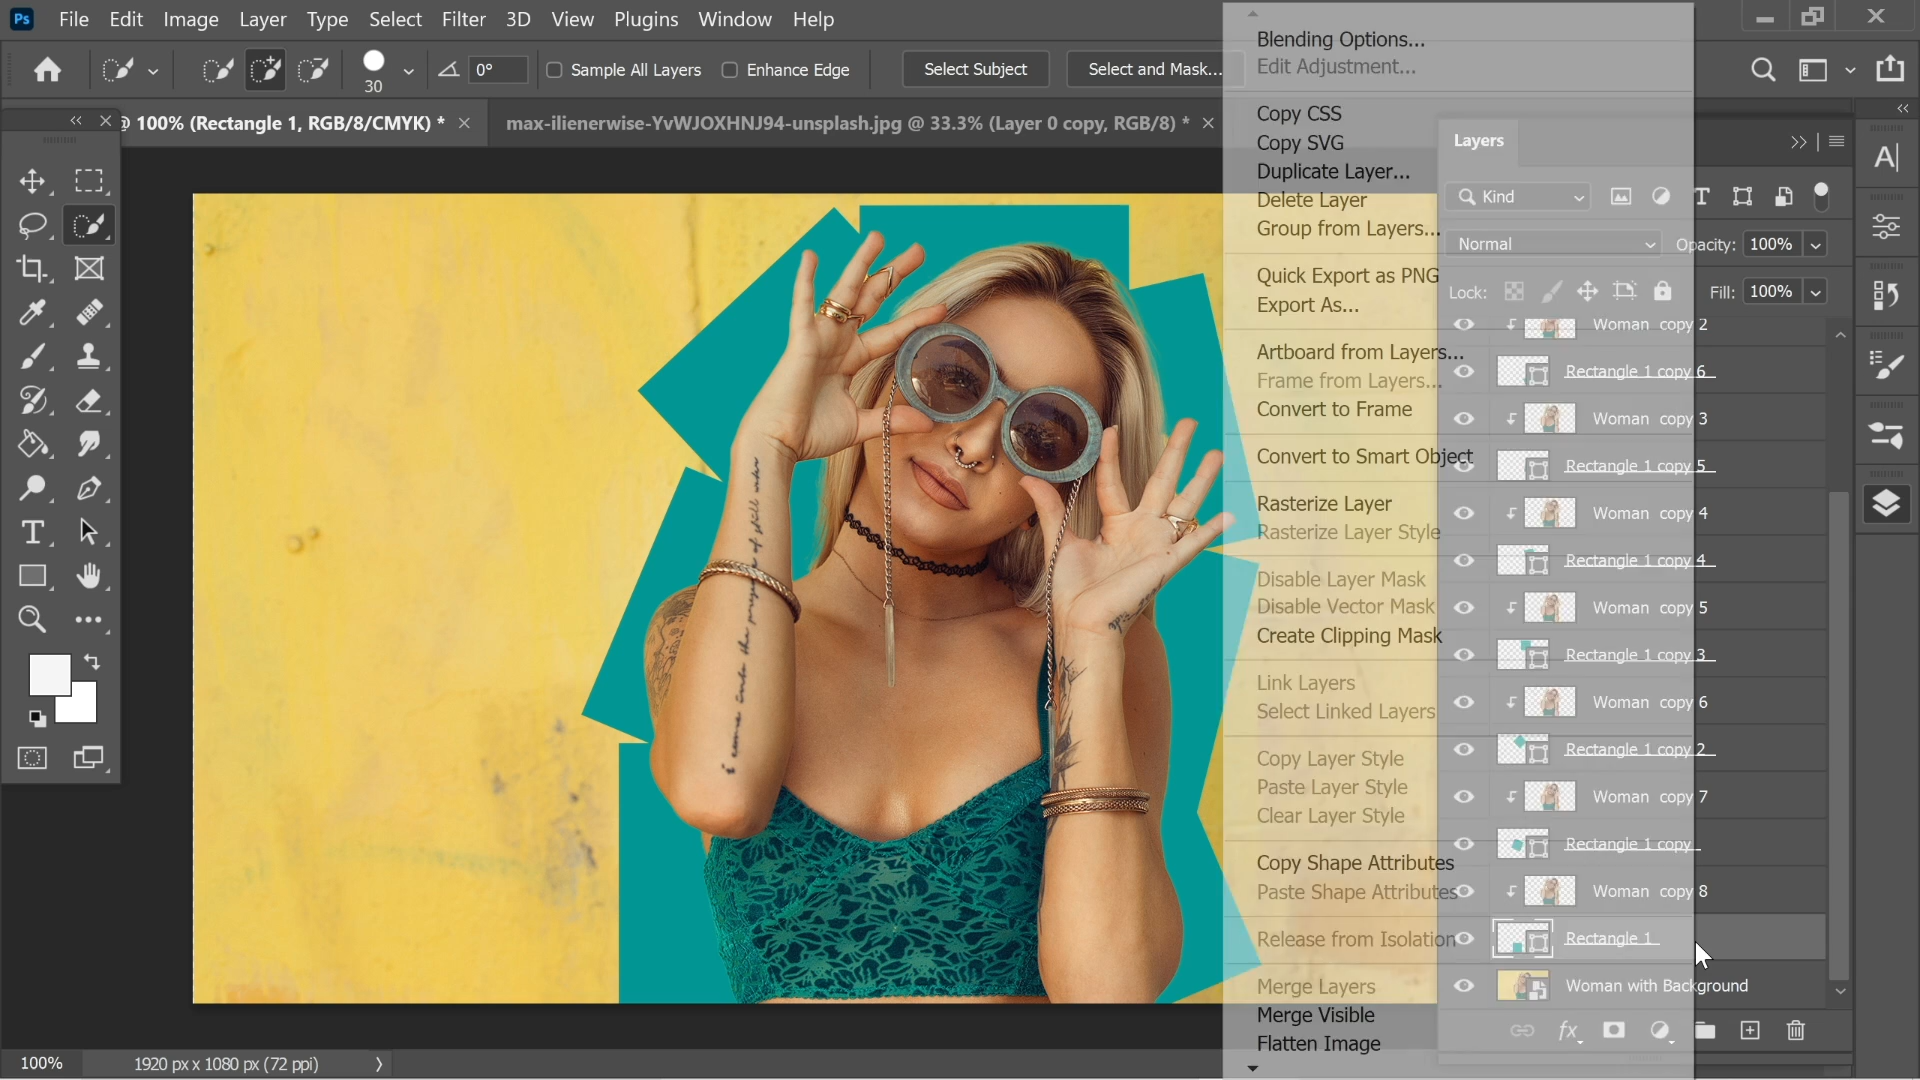 Ps File Edit Image Layer Type Select Filter 3D View Plugins Window Help
30
0°
Sample All Layers
Enhance Edge
Select Subject
Select and Mask...
@ 100% (Rectangle 1, RGB/8/CMYK) *
max-ilienerwise-YvWJOXHNJ94-unsplash.jpg @ 33.3% (Layer 0 copy, RGB/8) *
Blending Options...
Edit Adjustment...
Copy CSS
Copy SVG
Duplicate Layer...
Delete Layer
Group from Layers...
Quick Export as PNG
Export As...
Artboard from Layers...
Frame from Layers...
Convert to Frame
Convert to Smart Object
Rasterize Layer
Rasterize Layer Style
Disable Layer Mask
Disable Vector Mask
Create Clipping Mask
Link Layers
Select Linked Layers
Copy Layer Style
Paste Layer Style
Clear Layer Style
Copy Shape Attributes
Paste Shape Attributes
Release from Isolation
Merge Layers
Merge Visible
Flatten Image
Layers
Kind
Normal
Opacity: 100%
Lock:
Fill: 100%
Woman copy 2
Rectangle 1 copy 6
Woman copy 3
Rectangle 1 copy 5
Woman copy 4
Rectangle 1 copy 4
Woman copy 5
Rectangle 1 copy 3
Woman copy 6
Rectangle 1 copy 2
Woman copy 7
Rectangle 1 copy
Woman copy 8
Rectangle 1
Woman with Background
fx
100%
1920 px x 1080 px (72 ppi)